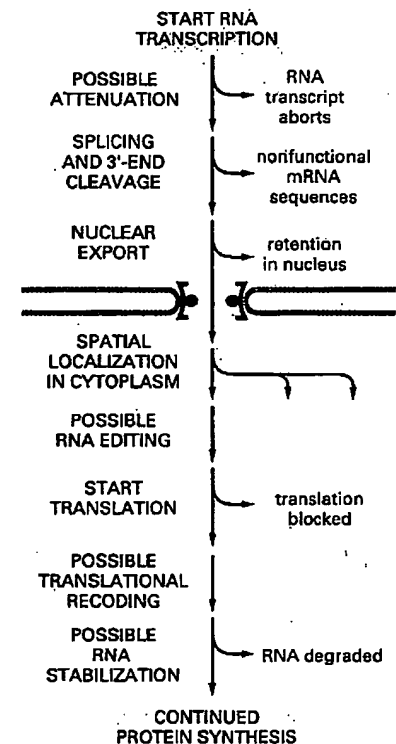 START RNA
TRANSCRIPTION
POSSIBLE
ATTENUATION
RNA
transcript
aborts
SPLICING
AND 3'-END
CLEAVAGE
nonfunctional
mRNA
sequences
NUCLEAR
EXPORT
retention
in nucleus
SPATIAL
LOCALIZATION
IN CYTOPLASM
POSSIBLE
RNA EDITING
START
TRANSLATION
translation
blocked
POSSIBLE
TRANSLATIONAL
RECODING
POSSIBLE
RNA
STABILIZATION
RNA degraded
CONTINUED
PROTEIN SYNTHESIS